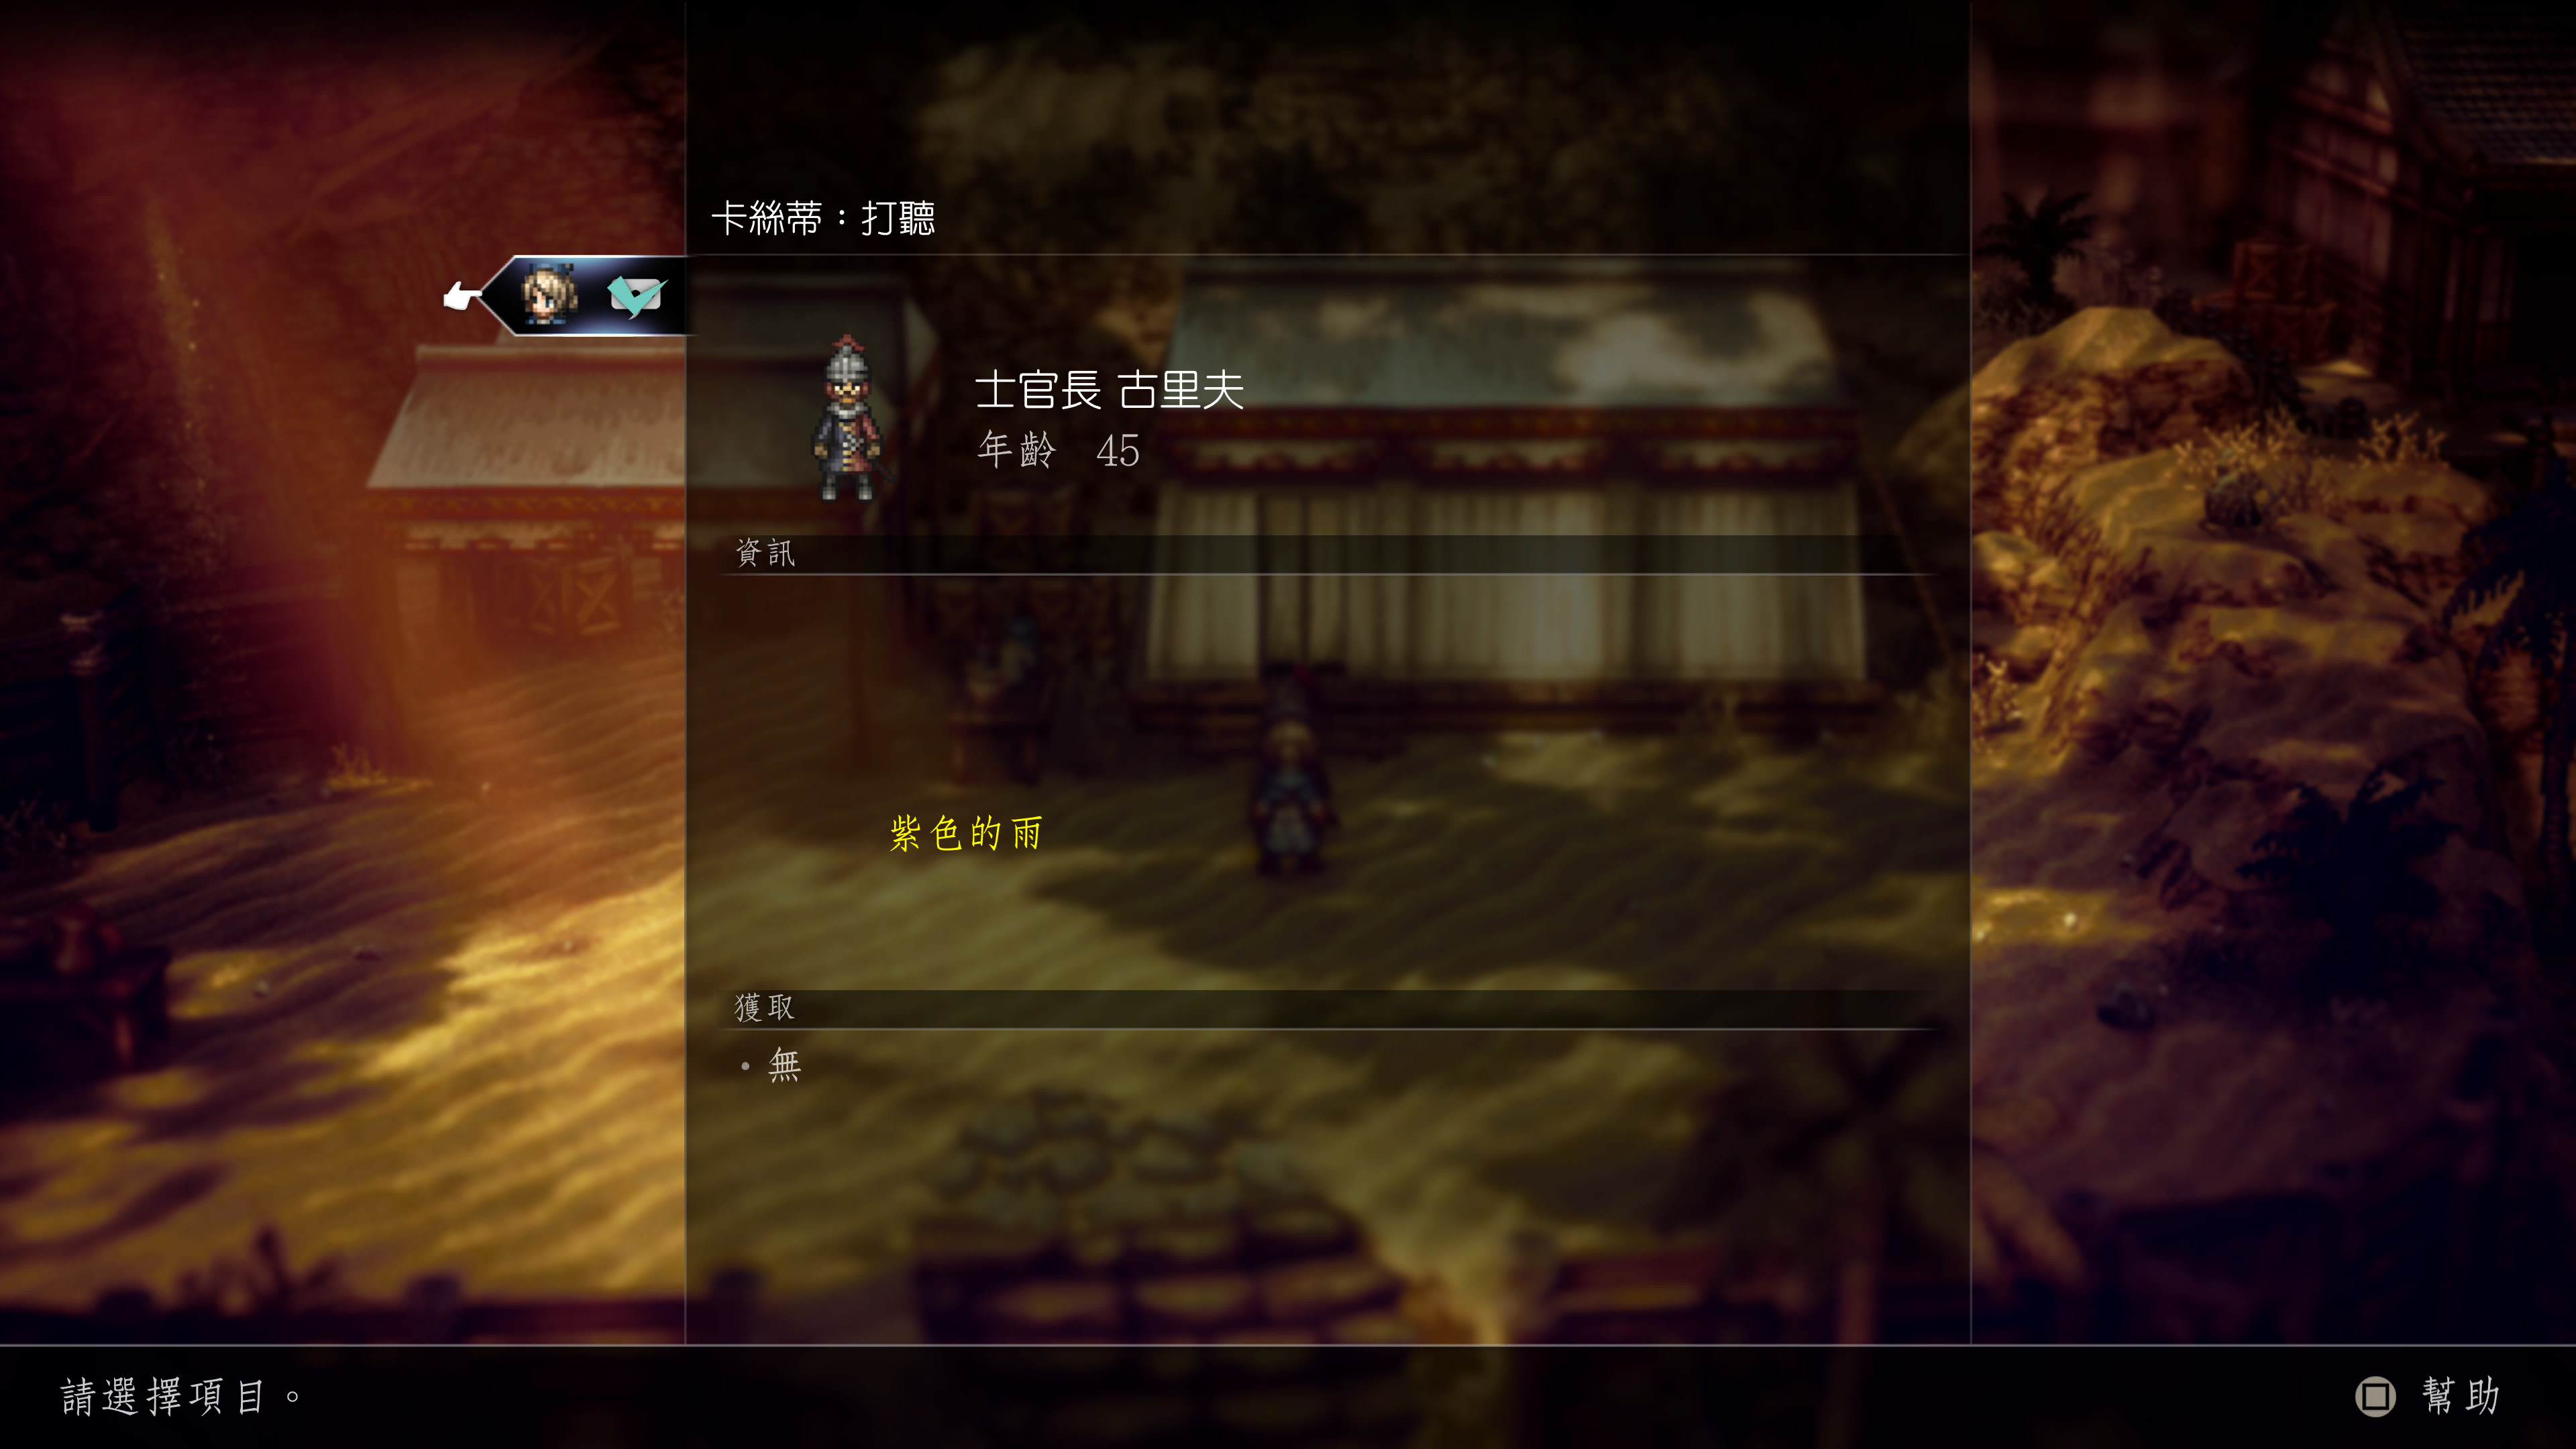 卡絲蒂：打聽
士官長 古里夫
年齡 45
資訊
紫色的雨
獲取
• 無
請選擇項目。
幫助